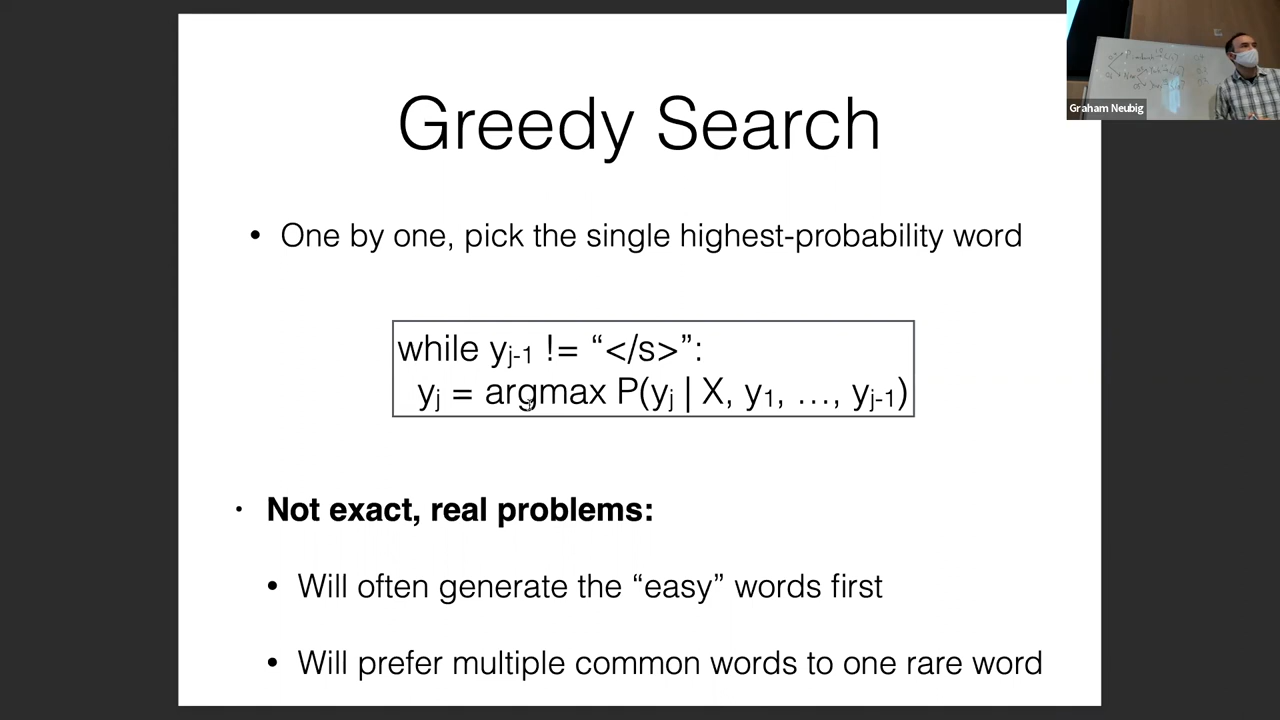 Greedy Search
• One by one, pick the single highest-probability word
while yj-1 != “</s>”:
yj = argmax P(yj | X, y1, …, yj-1)
• Not exact, real problems:
• Will often generate the “easy” words first
• Will prefer multiple common words to one rare word
Graham Neubig